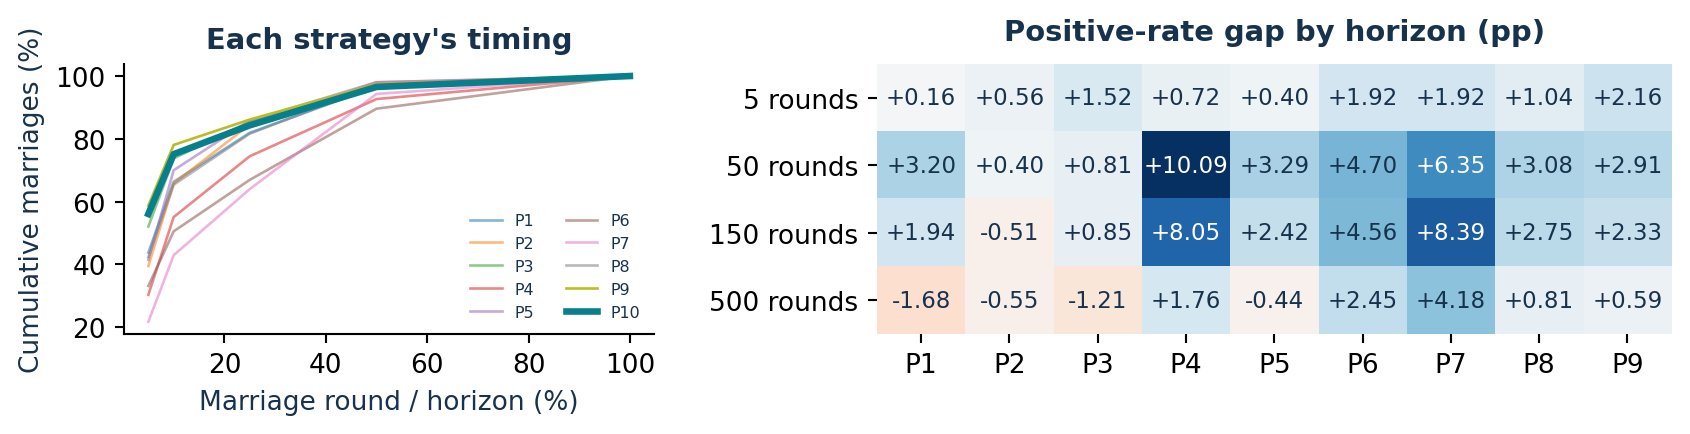 Each strategy's timing
Cumulative marriages (%)
100
80
60
40
20
20 40 60 80 100
Marriage round / horizon (%)
P1 P6
P2 P7
P3 P8
P4 P9
P5 P10
Positive-rate gap by horizon (pp)
5 rounds +0.16 +0.56 +1.52 +0.72 +0.40 +1.92 +1.92 +1.04 +2.16
50 rounds +3.20 +0.40 +0.81 +10.09 +3.29 +4.70 +6.35 +3.08 +2.91
150 rounds +1.94 -0.51 +0.85 +8.05 +2.42 +4.56 +8.39 +2.75 +2.33
500 rounds -1.68 -0.55 -1.21 +1.76 -0.44 +2.45 +4.18 +0.81 +0.59
P1 P2 P3 P4 P5 P6 P7 P8 P9